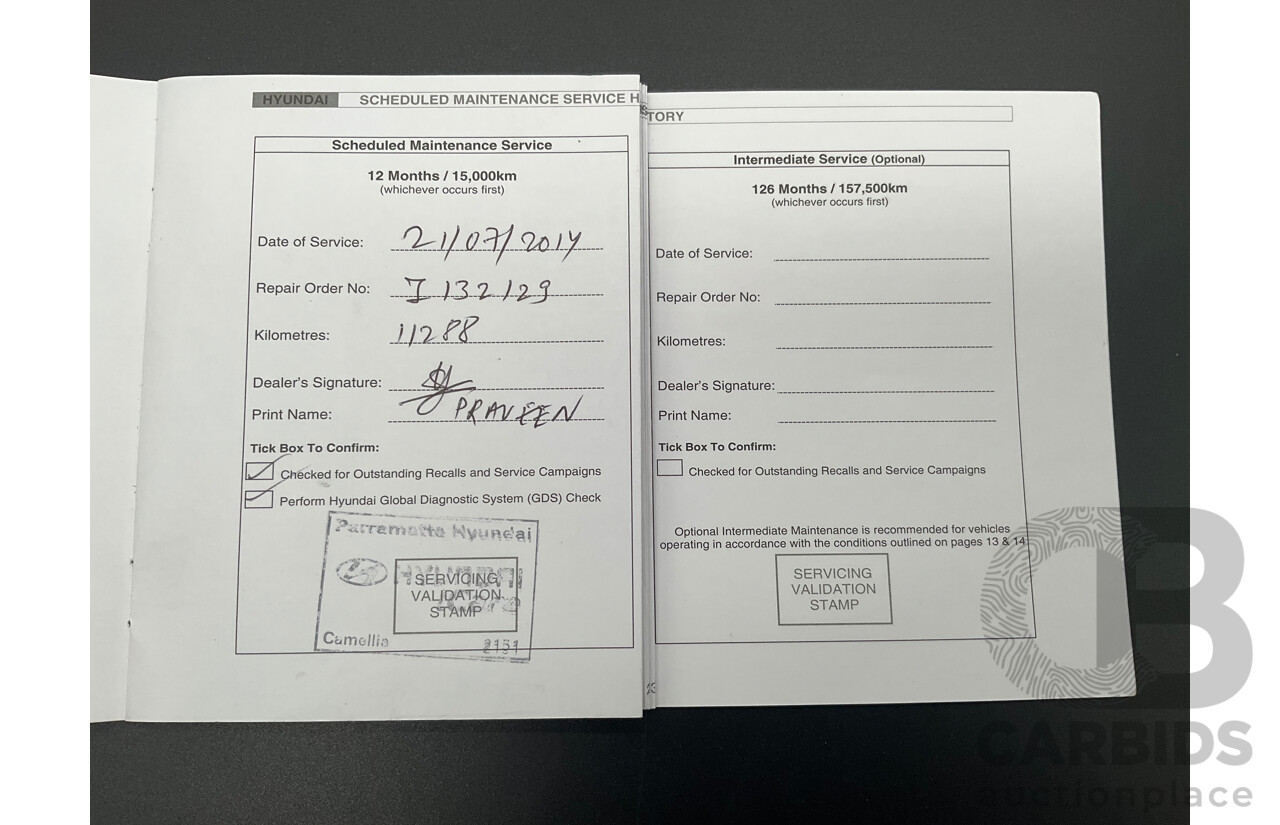 HYUNDAI SCHEDULED MAINTENANCE SERVICE H
Scheduled Maintenance Service
12 Months / 15,000km
(whichever occurs first)
Date of Service: 21/07/2014
Repair Order No: I 132129
Kilometres: 11288
Dealer's Signature:
Print Name: PRAVEEN
Tick Box To Confirm:
Checked for Outstanding Recalls and Service Campaigns
Perform Hyundai Global Diagnostic System (GDS) Check
Parramatta Hyundai
SERVICING
VALIDATION
STAMP
Camellia
TORY
Intermediate Service (Optional)
126 Months / 157,500km
(whichever occurs first)
Date of Service:
Repair Order No:
Kilometres:
Dealer's Signature:
Print Name:
Tick Box To Confirm:
Checked for Outstanding Recalls and Service Campaigns
Optional Intermediate Maintenance is recommended for vehicles
operating in accordance with the conditions outlined on pages 13 & 14
SERVICING
VALIDATION
STAMP
CARBIDS
auctionplace